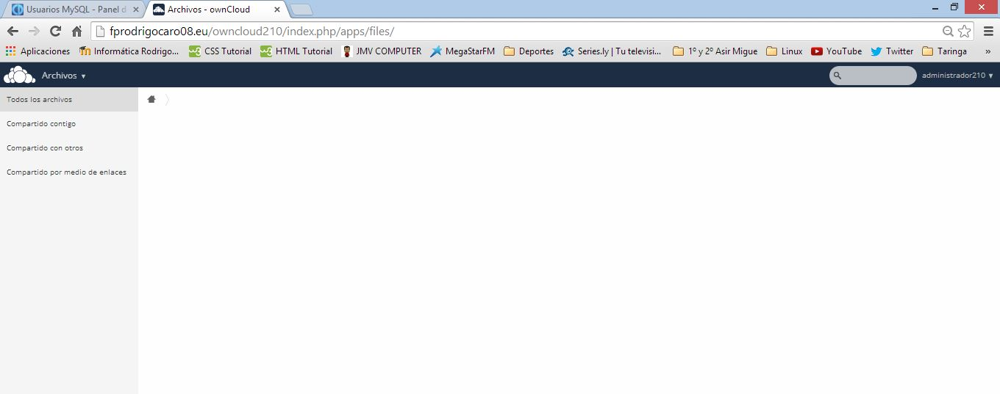 Usuarios MySQL - Panel d
Archivos - ownCloud
fprodrigocaro08.eu/owncloud210/index.php/apps/files/
Aplicaciones Informática Rodrigo... CSS Tutorial HTML Tutorial JMV COMPUTER MegaStarFM Deportes Series.ly | Tu televisi... 1º y 2º Asir Migue Linux YouTube Twitter Taringa »
Archivos ▼ administrador210 ▼
Todos los archivos
Compartido contigo
Compartido con otros
Compartido por medio de enlaces